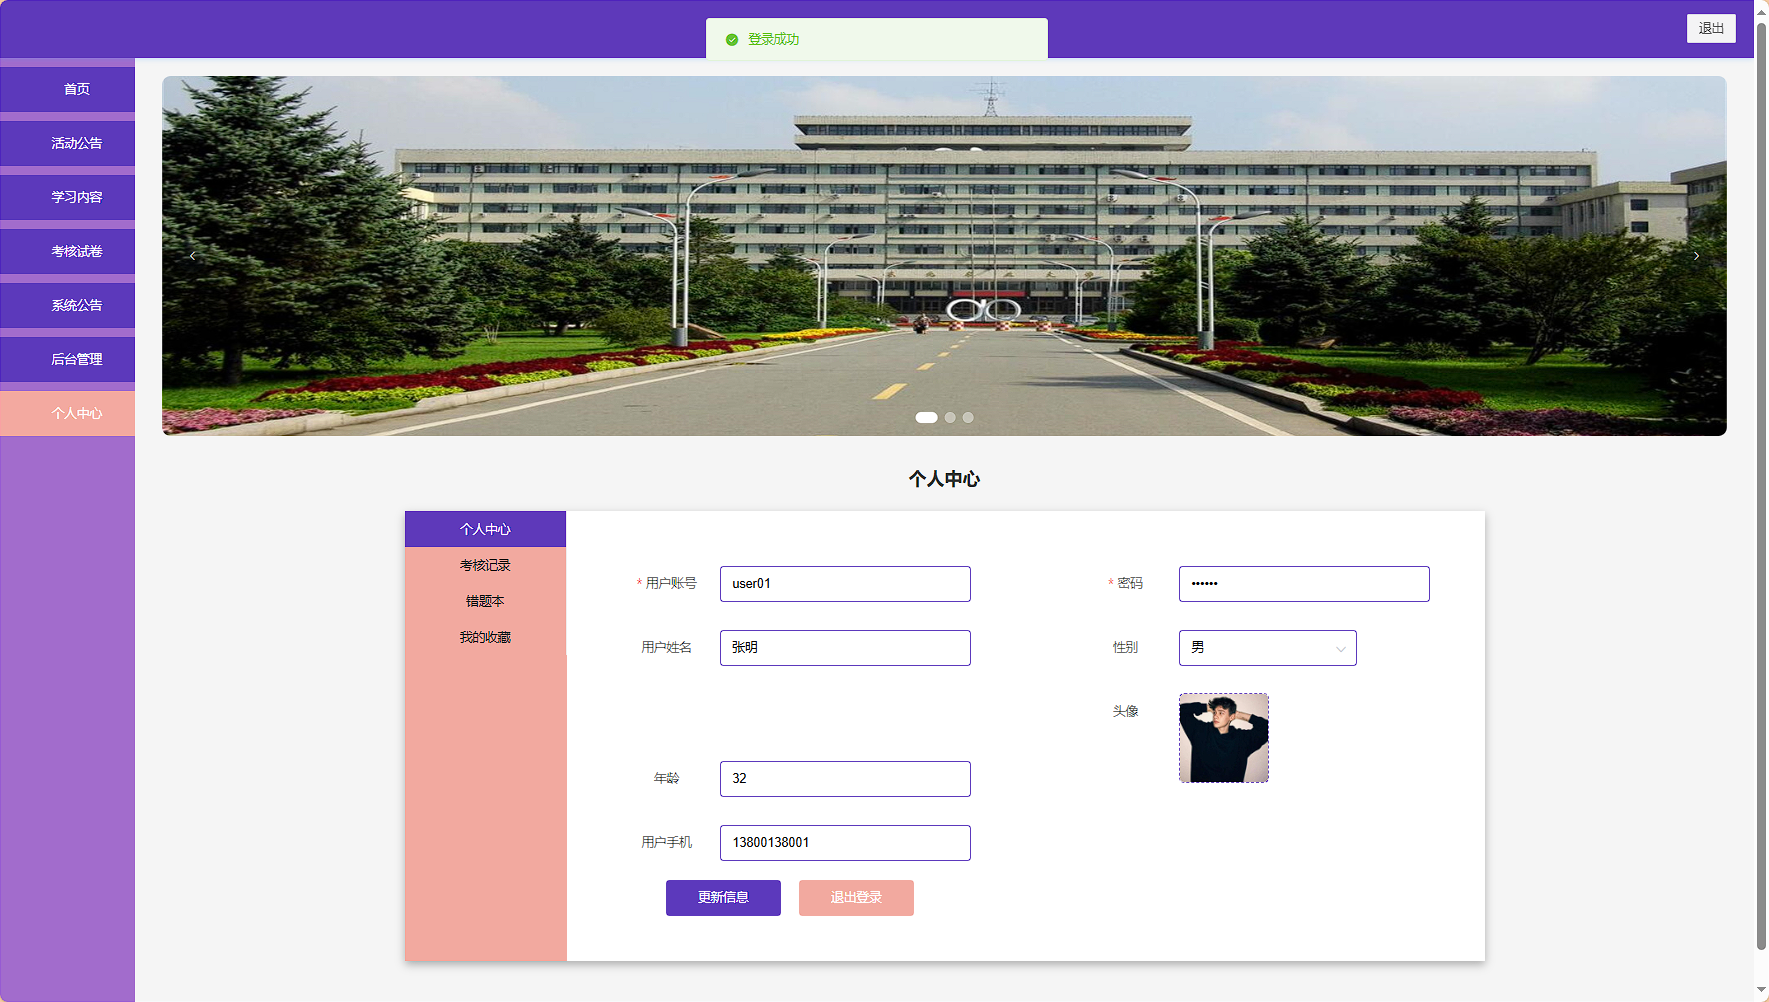 登录成功
退出
首页
活动公告
学习内容
考核试卷
系统公告
后台管理
个人中心
个人中心
个人中心
考核记录
错题本
我的收藏
* 用户账号 user01
* 密码 ••••••
用户姓名 张明
性别 男
头像
年龄 32
用户手机 13800138001
更新信息 退出登录